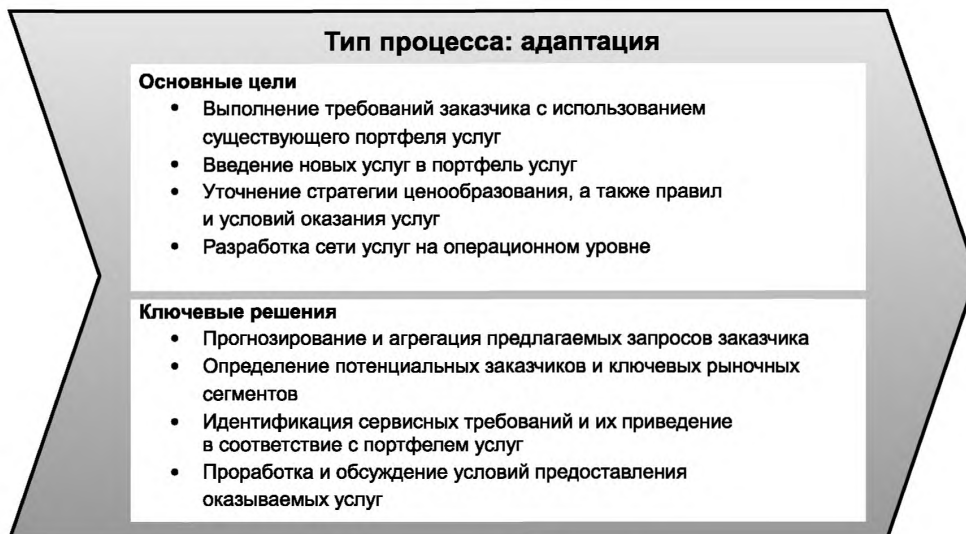 Тип процесса: адаптация
Основные цели
• Выполнение требований заказчика с использованием
существующего портфеля услуг
• Введение новых услуг в портфель услуг
• Уточнение стратегии ценообразования, а также правил
и условий оказания услуг
• Разработка сети услуг на операционном уровне
Ключевые решения
• Прогнозирование и агрегация предлагаемых запросов заказчика
• Определение потенциальных заказчиков и ключевых рыночных
сегментов
• Идентификация сервисных требований и их приведение
в соответствие с портфелем услуг
• Проработка и обсуждение условий предоставления
оказываемых услуг